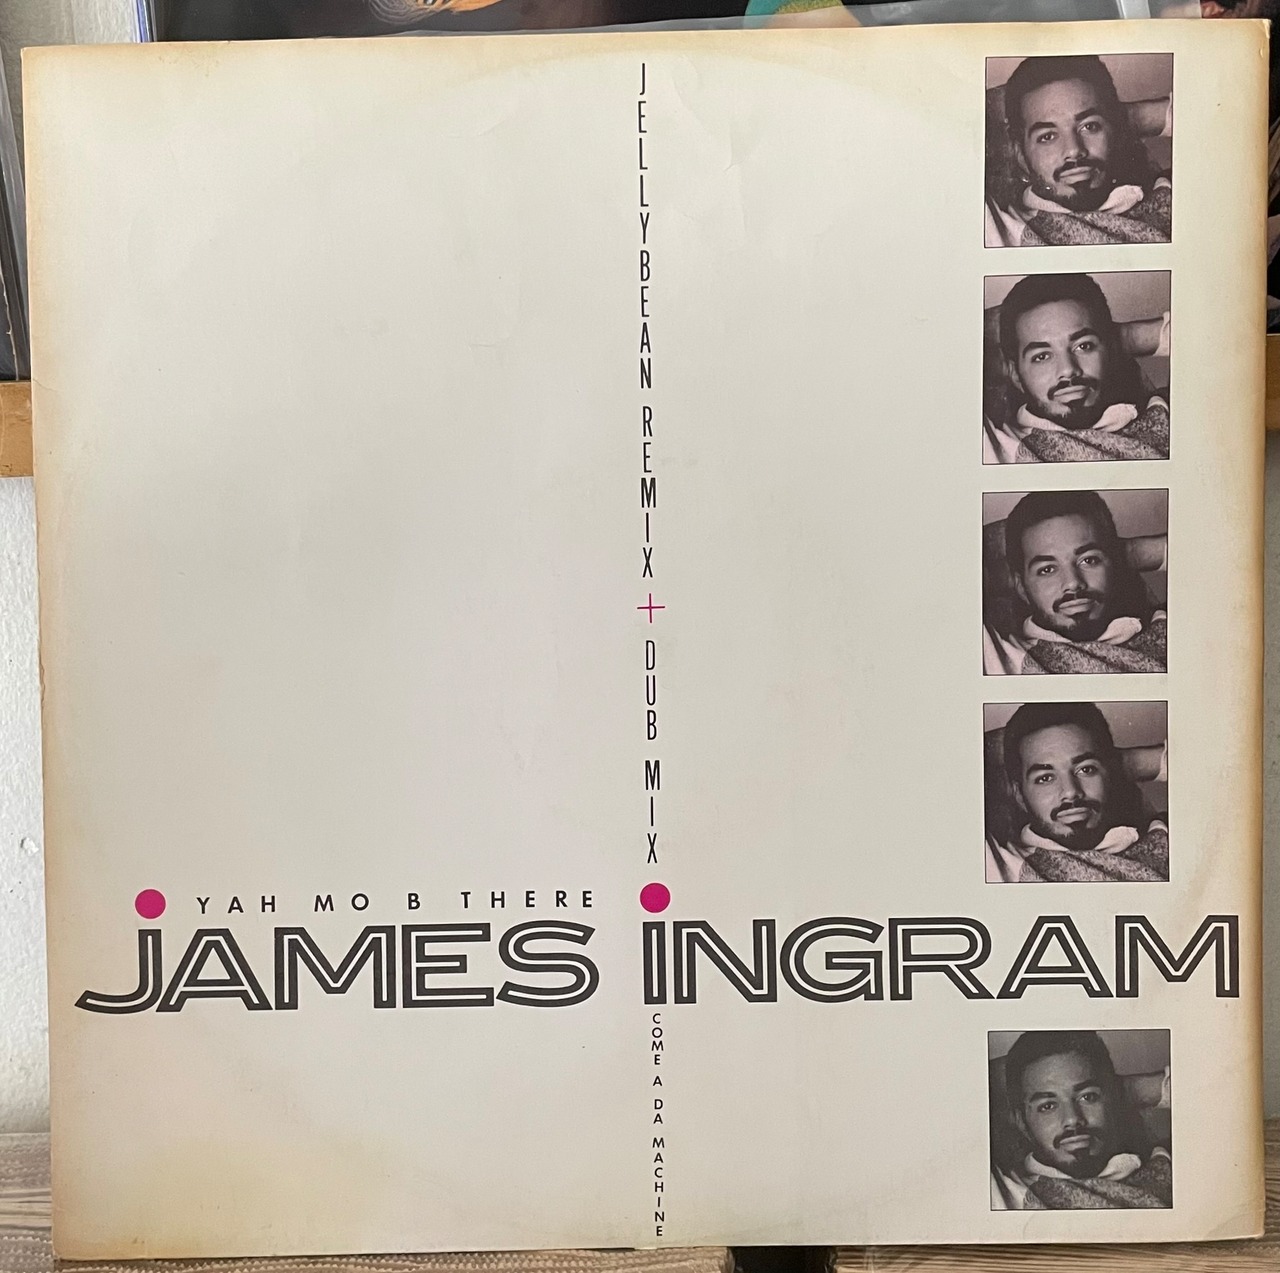 JELLYBEAN REMIX + DUB MIX
YAH MO B THERE
JAMES INGRAM
COME A DA MACHINE